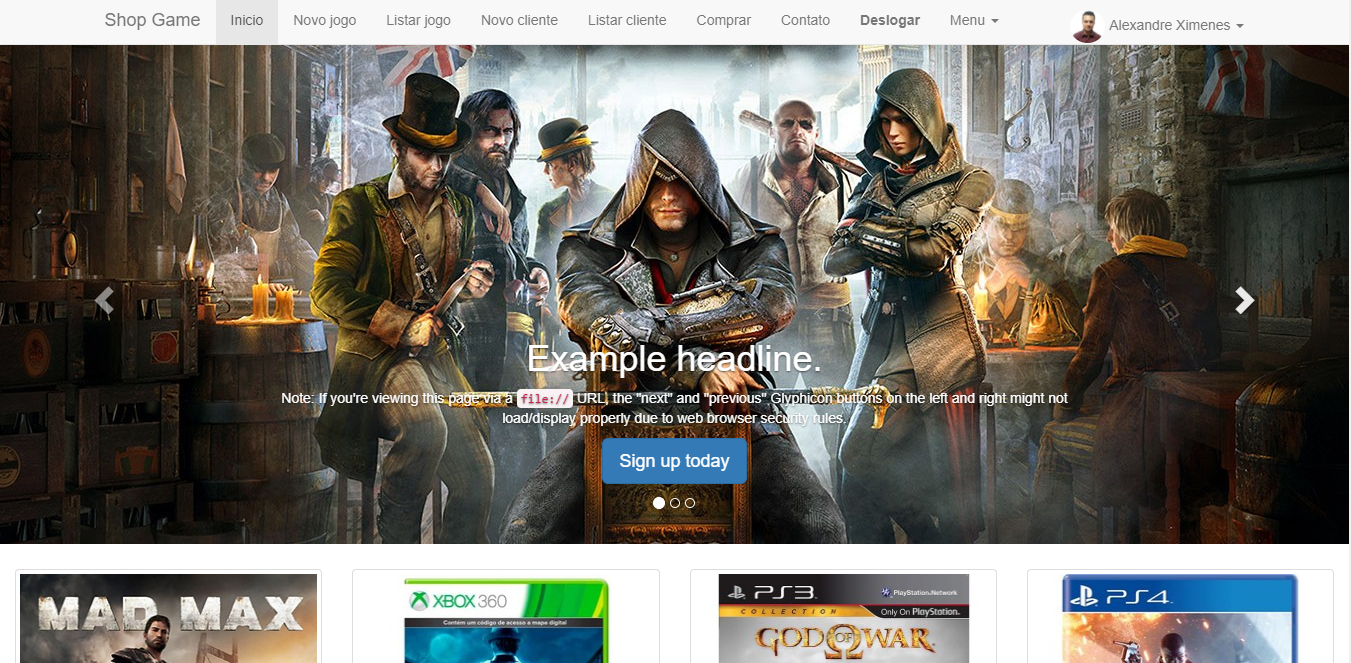 Shop Game Inicio Novo jogo Listar jogo Novo cliente Listar cliente Comprar Contato Deslogar Menu Alexandre Ximenes
Example headline.
Note: If you're viewing this page via a file:// URL, the "next" and "previous" Glyphicon buttons on the left and right might not
load/display properly due to web browser security rules.
Sign up today
MAD MAX
XBOX 360
Contém um código de acesso a mapa digital
PS3
PlayStation Network
COLLECTION
Only On PlayStation.
GOD OF WAR
PS4